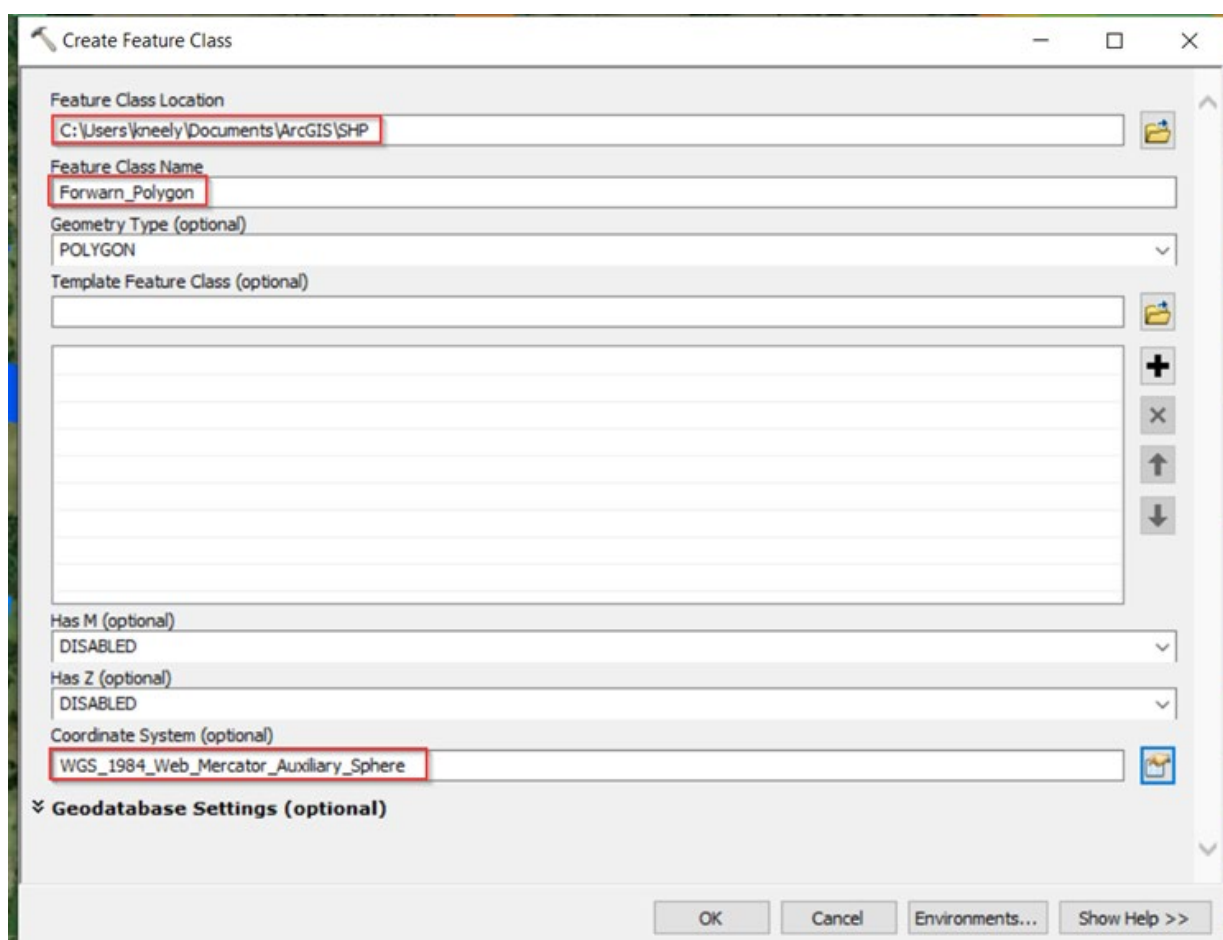 Create Feature Class
Feature Class Location
C:\Users\kneely\Documents\ArcGIS\SHP
Feature Class Name
Forwarn_Polygon
Geometry Type (optional)
POLYGON
Template Feature Class (optional)
Has M (optional)
DISABLED
Has Z (optional)
DISABLED
Coordinate System (optional)
WGS_1984_Web_Mercator_Auxiliary_Sphere
Geodatabase Settings (optional)
OK Cancel Environments... Show Help >>